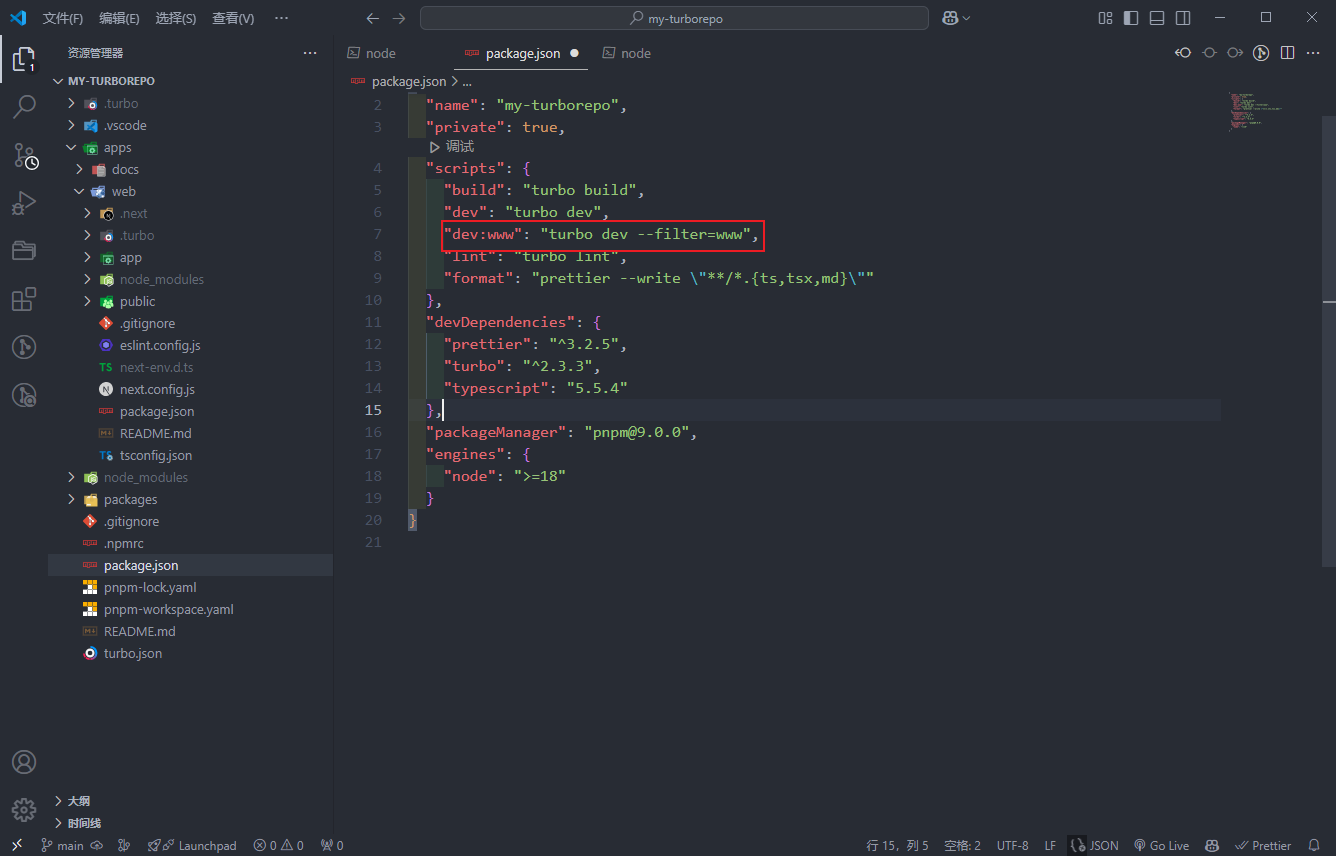 文件(F) 编辑(E) 选择(S) 查看(V) ··· my-turborepo
资源管理器 ···
node package.json node ···
MY-TURBOREPO
package.json > ...
.turbo
.vscode
apps
docs
web
.next
.turbo
app
node_modules
public
.gitignore
eslint.config.js
TS next-env.d.ts
N next.config.js
package.json
README.md
tsconfig.json
node_modules
packages
.gitignore
.npmrc
package.json
pnpm-lock.yaml
pnpm-workspace.yaml
README.md
turbo.json
大纲
时间线
1
2 "name": "my-turborepo",
3 "private": true,
调试
4 "scripts": {
5 "build": "turbo build",
6 "dev": "turbo dev",
7 "dev:www": "turbo dev --filter=www",
8 "lint": "turbo lint",
9 "format": "prettier --write \"**/*.{ts,tsx,md}\""
10 },
11 "devDependencies": {
12 "prettier": "^3.2.5",
13 "turbo": "^2.3.3",
14 "typescript": "5.5.4"
15 },
16 "packageManager": "pnpm@9.0.0",
17 "engines": {
18 "node": ">=18"
19 }
20 }
21
main Launchpad 0 0 0 行 15，列 5 空格: 2 UTF-8 LF JSON Go Live Prettier